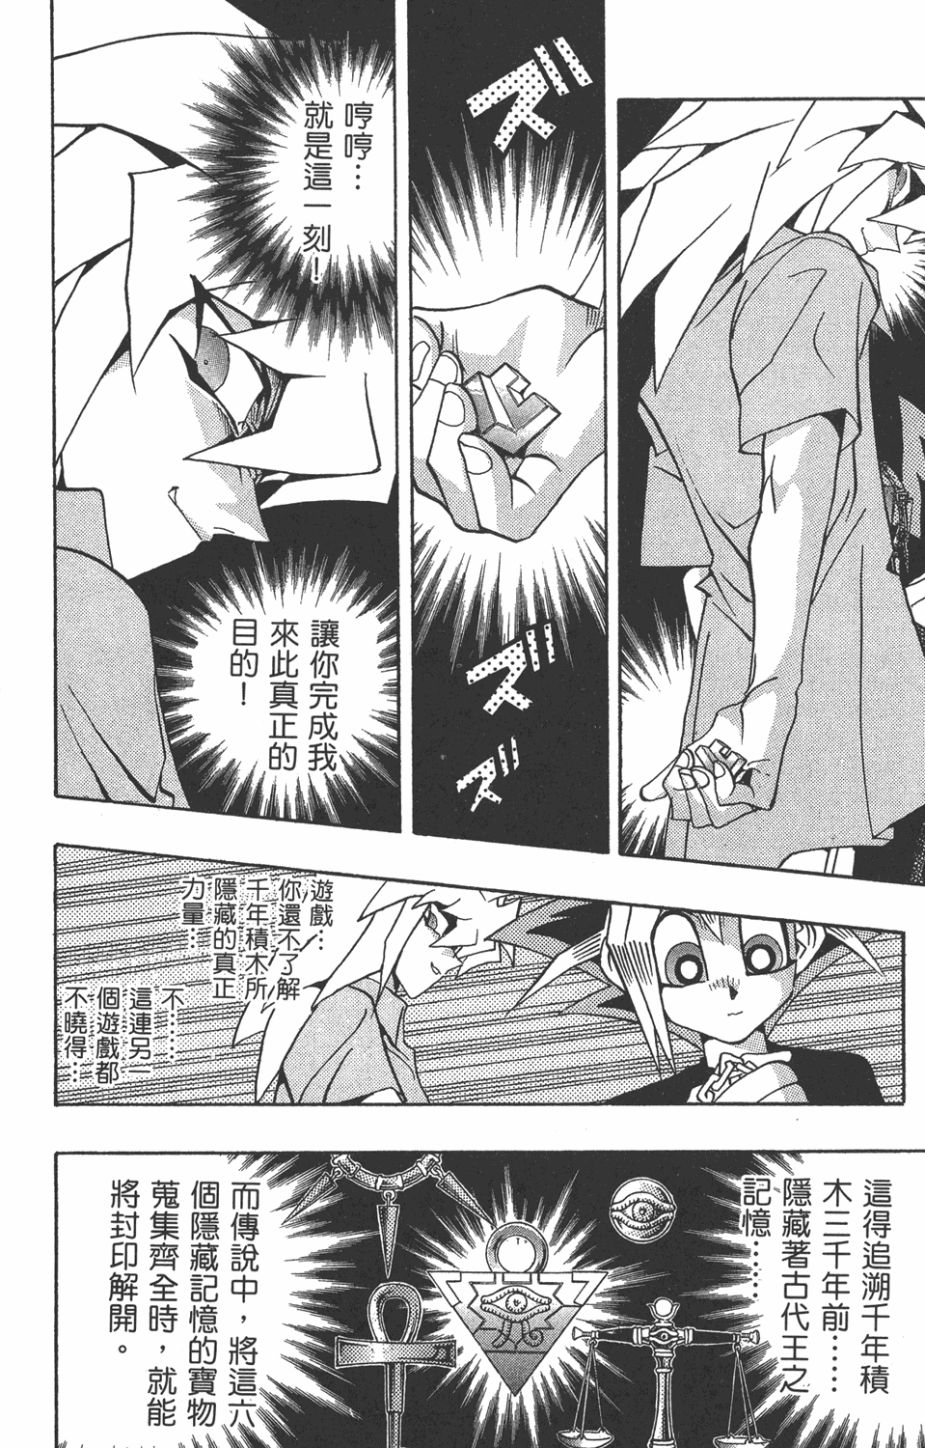 ズ
ズ
ズ
哼哼…
就是這一刻！
讓你完成我
來此真正的
目的！
遊戲…
你還不了解
千年積木所
隱藏的真正
力量…
不……
這連另一
個遊戲都
不曉得…
這得追溯千年積
木三千年前……
隱藏著古代王之
記憶……
而傳說中，將這六
個隱藏記憶的寶物
蒐集齊全時，就能
將封印解開。